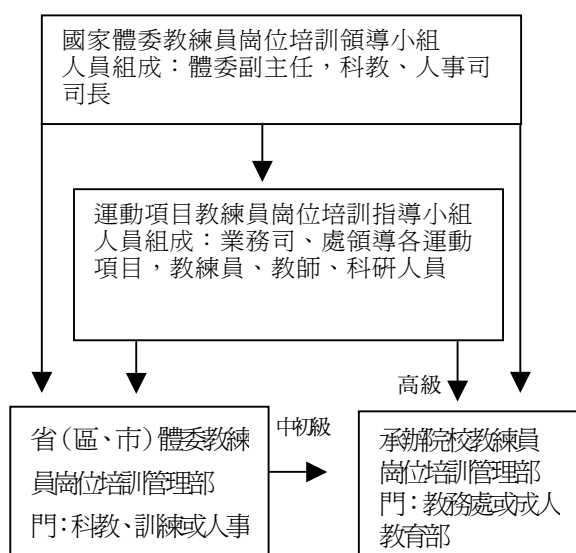 國家體委教練員崗位培訓領導小組
人員組成：體委副主任，科教、人事司
司長
運動項目教練員崗位培訓指導小組
人員組成：業務司、處領導各運動
項目，教練員、教師、科研人員
高級
省（區、市）體委教練
員崗位培訓管理部
門：科教、訓練或人事
中初級
承辦院校教練員
崗位培訓管理部
門：教務處或成人
教育部